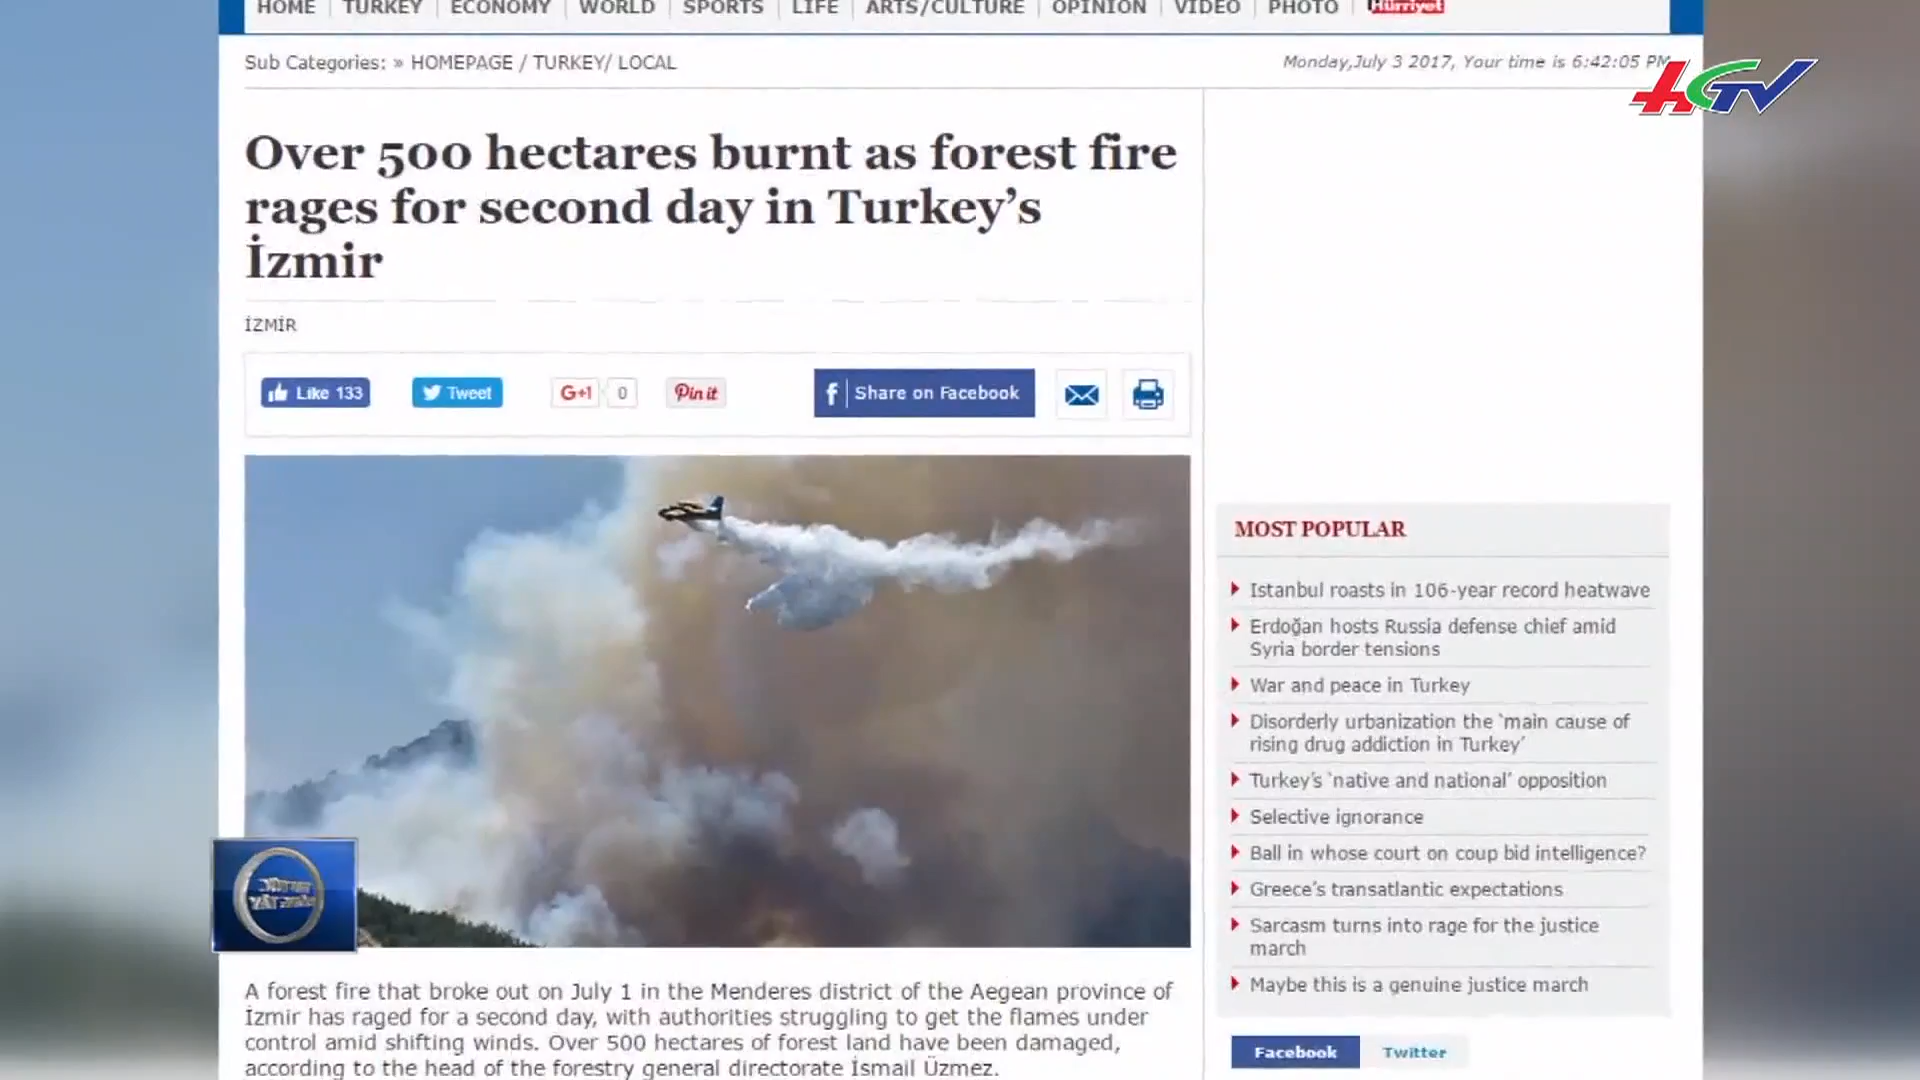 HOME TURKEY ECONOMY WORLD SPORTS LIFE ARTS/CULTURE OPINION VIDEO PHOTO Hürriyet
Sub Categories: » HOMEPAGE / TURKEY/ LOCAL
Monday,July 3 2017, Your time is 6:42:05 PM
HGTV
Over 500 hectares burnt as forest fire
rages for second day in Turkey’s
İzmir
İZMİR
Like 133
Tweet
G+1
0
Pin it
f Share on Facebook
MOST POPULAR
Istanbul roasts in 106-year record heatwave
Erdoğan hosts Russia defense chief amid
Syria border tensions
War and peace in Turkey
Disorderly urbanization the ‘main cause of
rising drug addiction in Turkey’
Turkey’s ‘native and national’ opposition
Selective ignorance
Ball in whose court on coup bid intelligence?
Greece’s transatlantic expectations
Sarcasm turns into rage for the justice
march
Maybe this is a genuine justice march
Facebook
Twitter
A forest fire that broke out on July 1 in the Menderes district of the Aegean province of
İzmir has raged for a second day, with authorities struggling to get the flames under
control amid shifting winds. Over 500 hectares of forest land have been damaged,
according to the head of the forestry general directorate İsmail Üzmez.